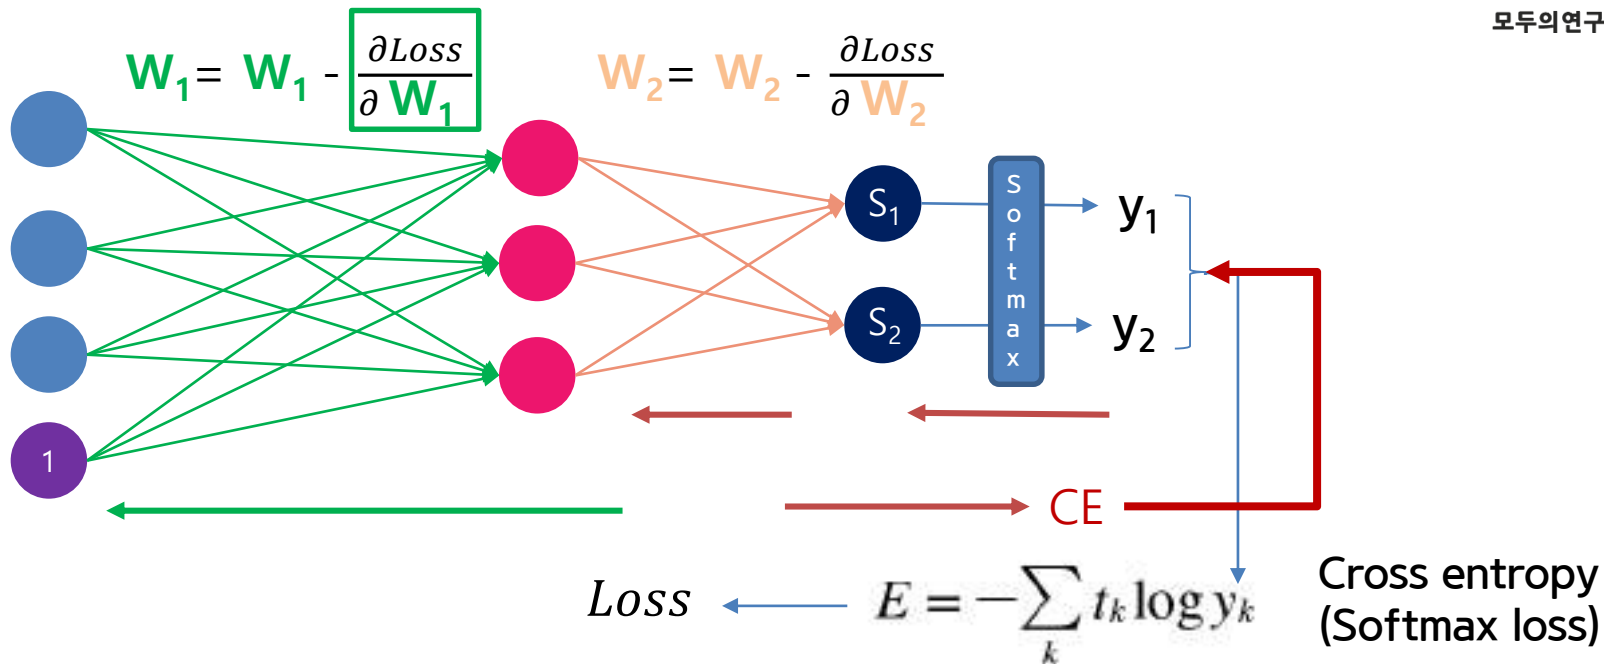 모두의연구
W₁ = W₁ - ∂Loss / ∂ W₁
W₂ = W₂ - ∂Loss / ∂ W₂
S₁
Softmax
y₁
S₂
y₂
1
CE
Loss
E = -∑ₖ tₖ log yₖ
Cross entropy
(Softmax loss)